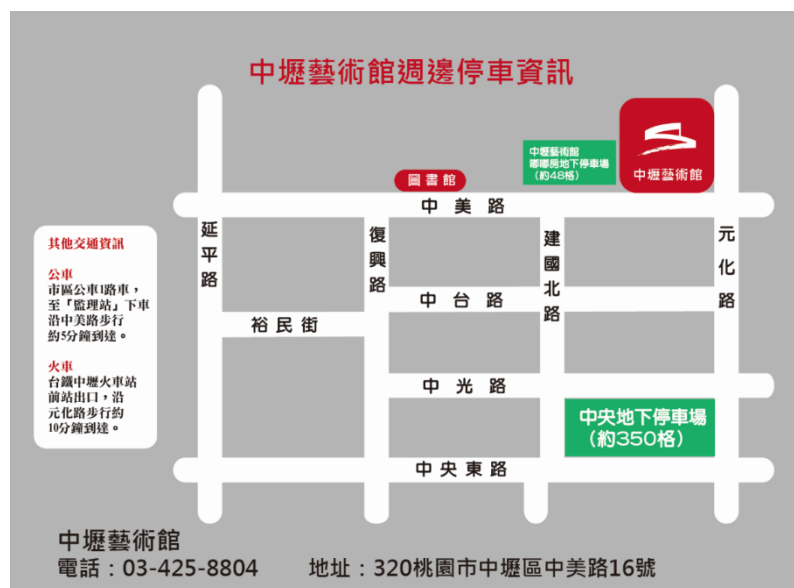 中壢藝術館週邊停車資訊
中壢藝術館
嘟嘟房地下停車場
(約48格)
中壢藝術館
圖書館
中美路
延平路
復興路
建國北路
元化路
中台路
裕民街
中光路
中央地下停車場
(約350格)
中央東路
其他交通資訊
公車
市區公車1路車，
至「監理站」下車
沿中美路步行
約5分鐘到達。
火車
台鐵中壢火車站
前站出口，沿
元化路步行約
10分鐘到達。
中壢藝術館
電話：03-425-8804 地址：320桃園市中壢區中美路16號